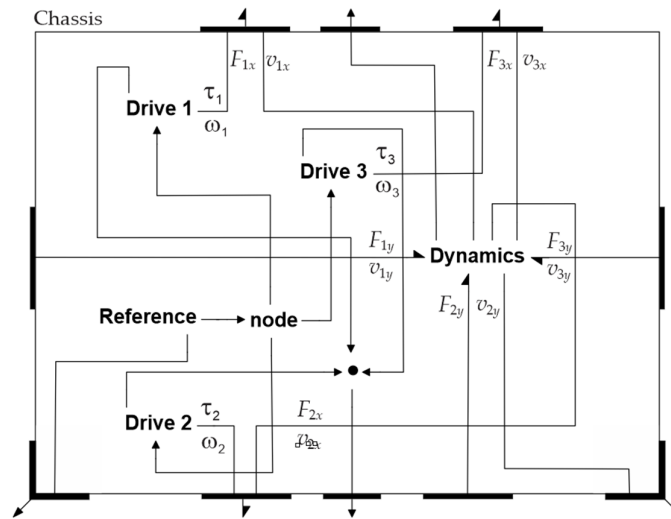 Chassis
F1x v1x
F3x v3x
τ1
Drive 1
ω1
τ3
Drive 3
ω3
F1y
v1y
Dynamics
F3y
v3y
F2y v2y
Reference
node
τ2
Drive 2
ω2
F2x